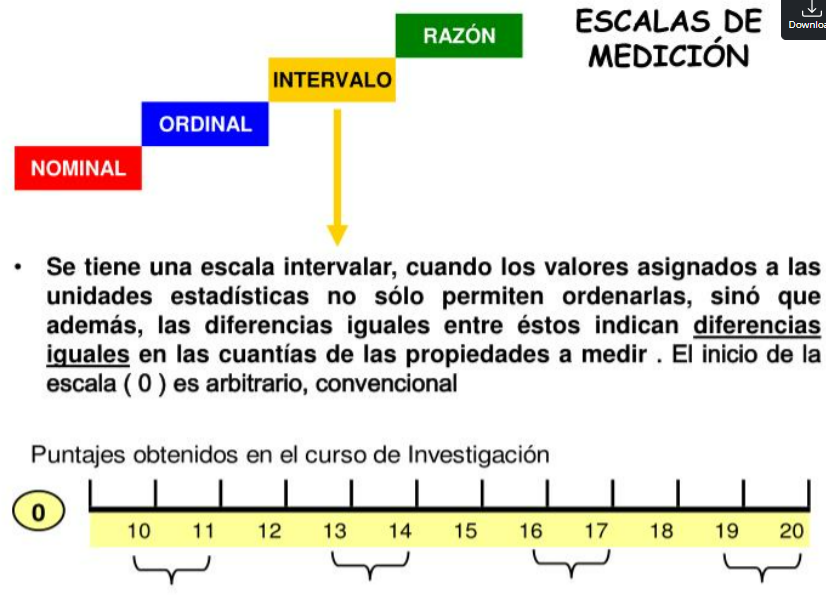 ESCALAS DE
MEDICIÓN
RAZÓN
INTERVALO
ORDINAL
NOMINAL
• Se tiene una escala intervalar, cuando los valores asignados a las
unidades estadísticas no sólo permiten ordenarlas, sinó que
además, las diferencias iguales entre éstos indican diferencias
iguales en las cuantías de las propiedades a medir . El inicio de la
escala ( 0 ) es arbitrario, convencional
Puntajes obtenidos en el curso de Investigación
0
10 11 12 13 14 15 16 17 18 19 20